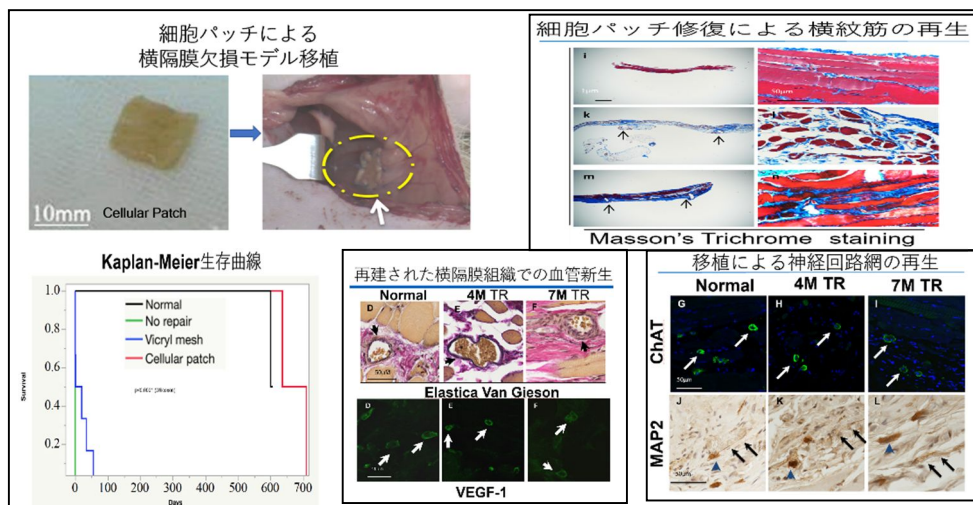 細胞パッチによる
横隔膜欠損モデル移植
10mm
Cellular Patch
細胞パッチ修復による横紋筋の再生
i
1μm
50μm
k
m
n
Masson's Trichrome staining
Kaplan-Meier生存曲線
1.0
0.8
0.6
0.4
0.2
Survival
Normal
No repair
Vicryl mesh
Cellular patch
0 100 200 300 400 500 600 700
Days
再建された横隔膜組織での血管新生
Normal 4M TR 7M TR
D E F
50μM
Elastica Van Gieson
D E F
VEGF-1
移植による神経回路網の再生
Normal 4M TR 7M TR
ChAT
G H I
50μm
MAP2
J K L